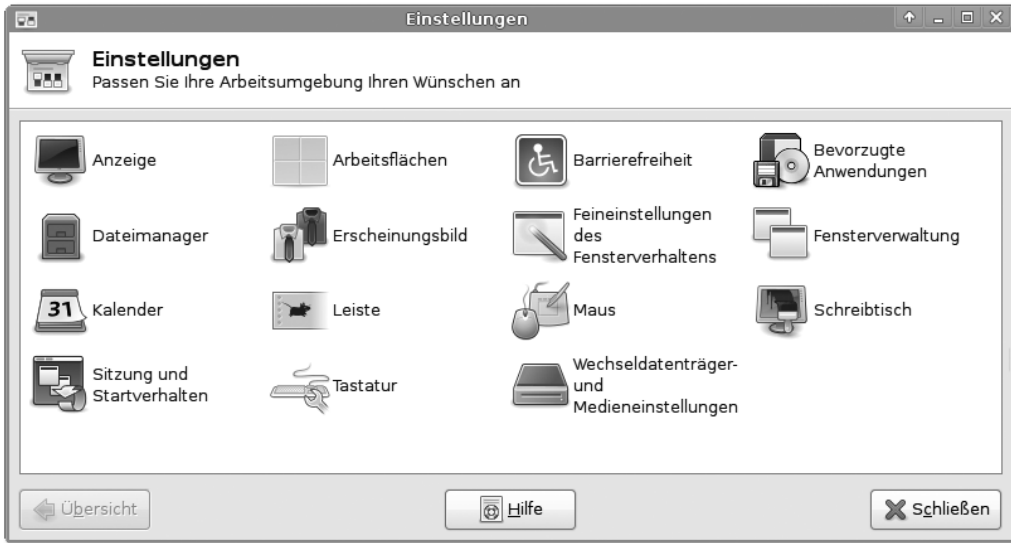 Einstellungen
Einstellungen
Passen Sie Ihre Arbeitsumgebung Ihren Wünschen an
Anzeige
Arbeitsflächen
Barrierefreiheit
Bevorzugte
Anwendungen
Dateimanager
Erscheinungsbild
Feineinstellungen
des
Fensterverhaltens
Fensterverwaltung
31
Kalender
Leiste
Maus
Schreibtisch
Sitzung und
Startverhalten
Tastatur
Wechseldatenträger-
und
Medieneinstellungen
Übersicht
Hilfe
Schließen